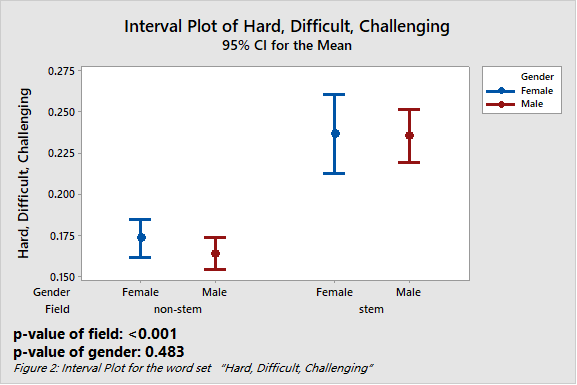 Interval Plot of Hard, Difficult, Challenging
95% CI for the Mean
Hard, Difficult, Challenging
0.275
0.250
0.225
0.200
0.175
0.150
Gender
Female
Male
Gender Female Male Female Male
Field non-stem stem
p-value of field: <0.001
p-value of gender: 0.483
Figure 2: Interval Plot for the word set "Hard, Difficult, Challenging"